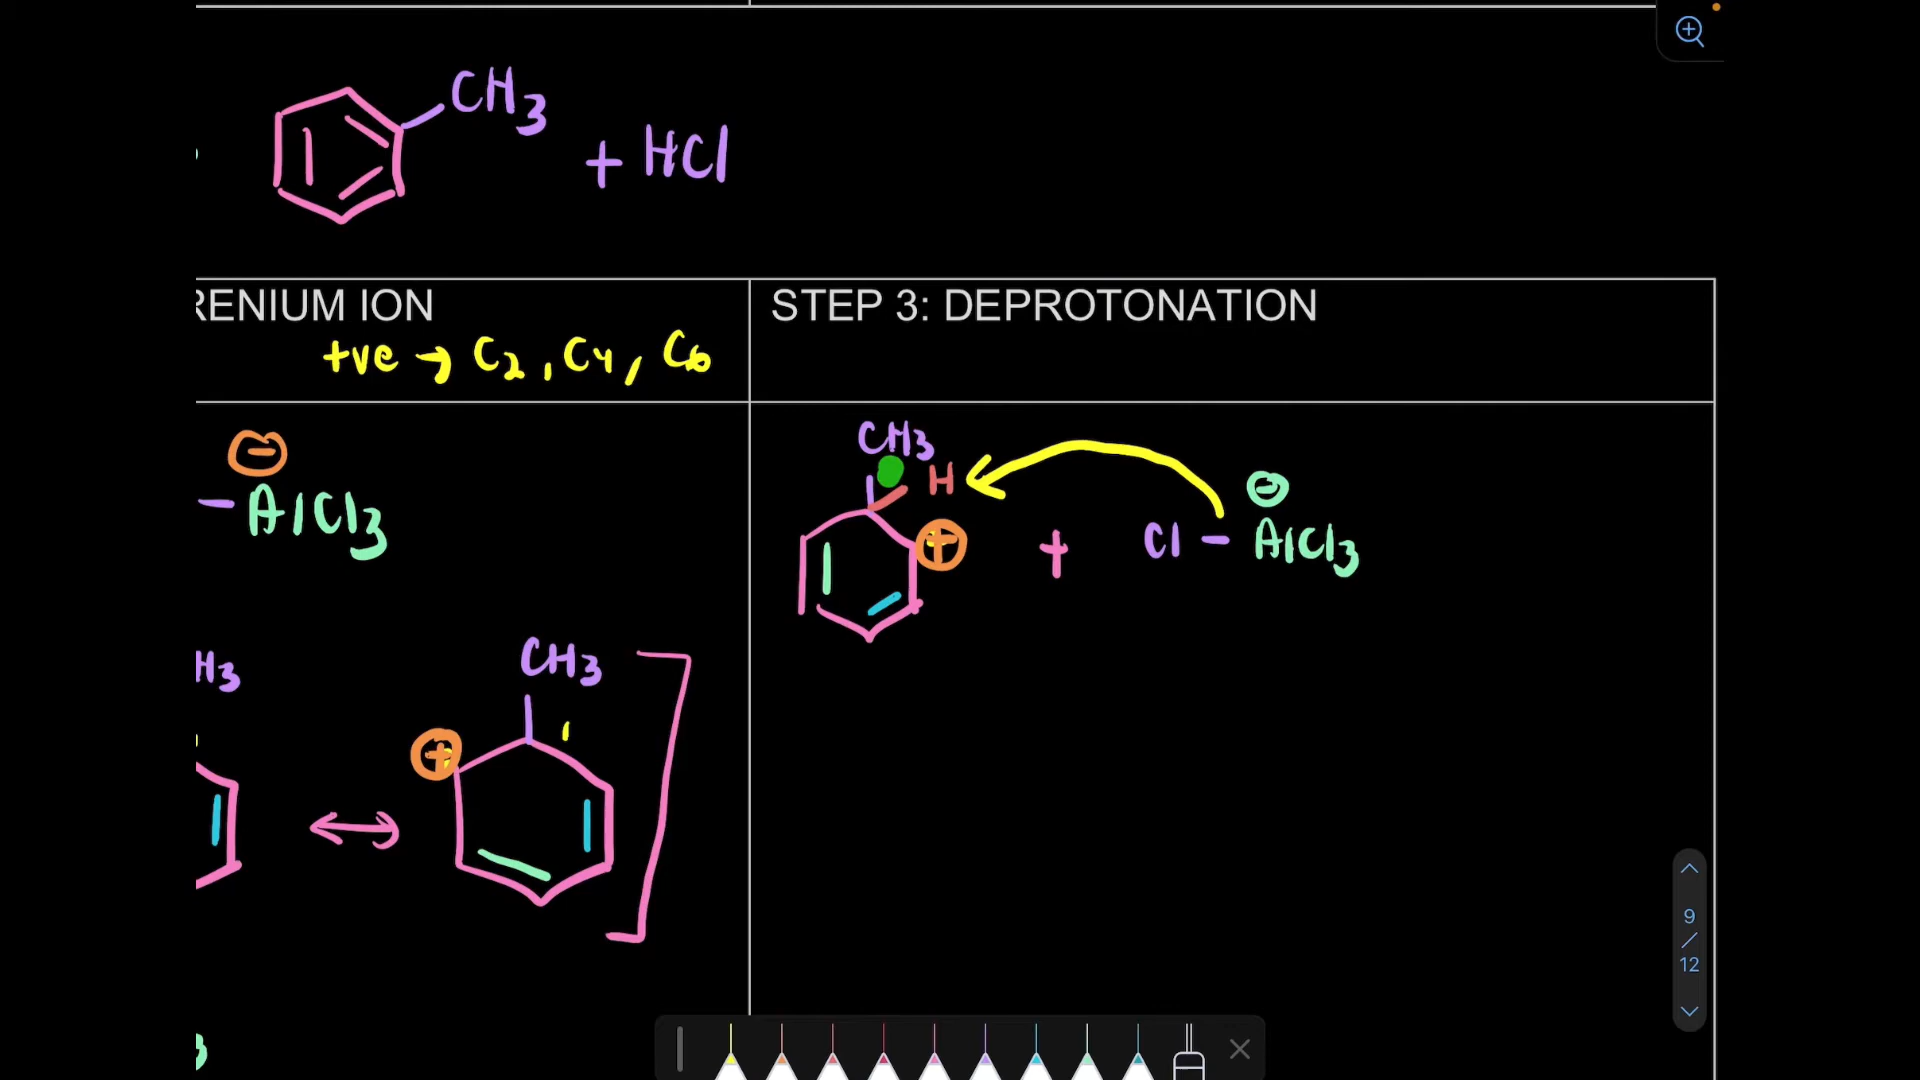 CH3
+ HCl
RENIUM ION
+ve → C2, C4, C6
STEP 3: DEPROTONATION
⊖
- AlCl3
CH3
H
⊕
+
Cl - AlCl3
⊖
H3
↔
CH3
⊕
3
9
/
12